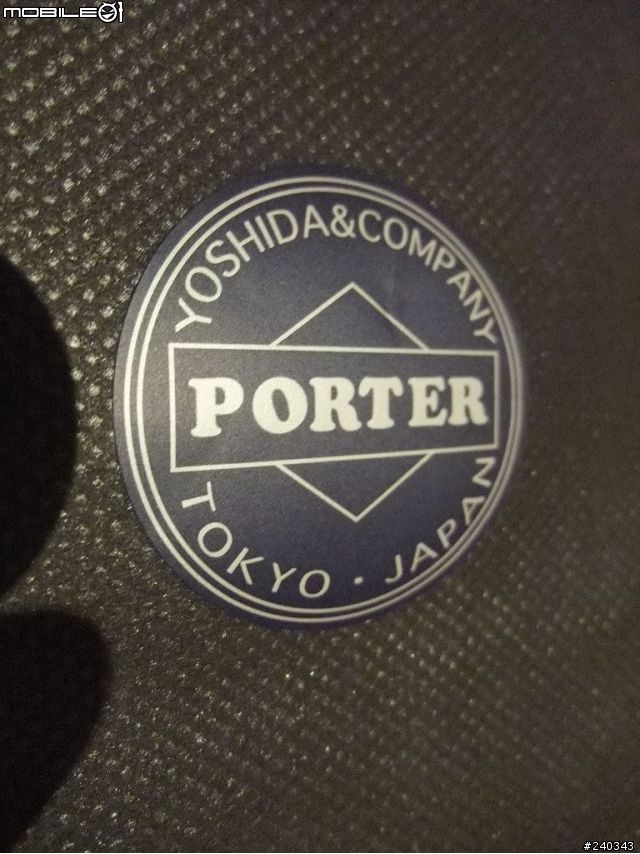 MOBILE01
YOSHIDA&COMPANY
PORTER
TOKYO · JAPAN
#240343